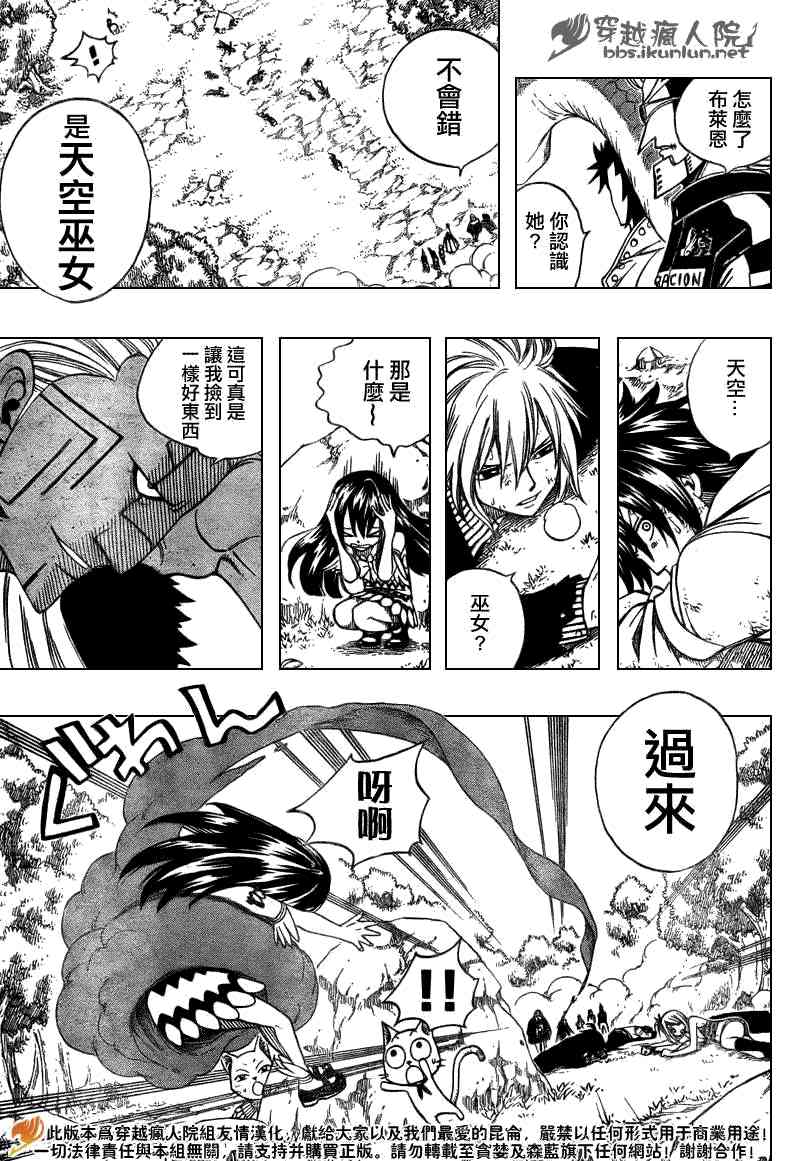 穿越瘋人院
bbs.ikunlun.net
怎麼了
布萊恩
你認識
她？
不會錯
！
是天空巫女
天空…
巫女？
那是
什麼～
這可真是
讓我撿到
一樣好東西
RACION
過來
呀啊
ぐわん
!!
此版本爲穿越瘋人院組友情漢化，獻給大家以及我們最愛的昆侖，嚴禁以任何形式用于商業用途！
一切法律責任與本組無關，請支持并購買正版。請勿轉載至貪婪及森藍旗下任何網站！謝謝合作！